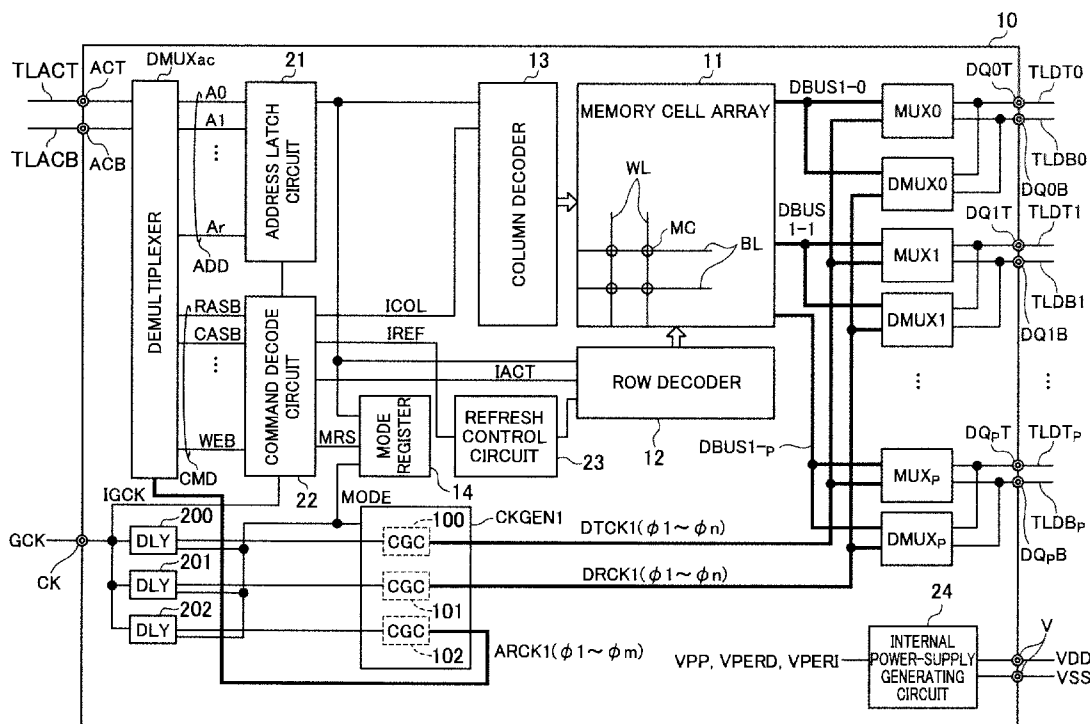 10
DMUXac
21
13
11
TLACT
ACT
TLACB
ACB
DEMULTIPLEXER
A0
A1
⋮
Ar
ADD
ADDRESS LATCH
CIRCUIT
COLUMN DECODER
MEMORY CELL ARRAY
WL
MC
BL
DBUS1-0
DBUS
1-1
MUX0
DMUX0
DQ0T
TLDT0
TLDB0
DQ0B
DQ1T
TLDT1
MUX1
DMUX1
TLDB1
DQ1B
⋮
⋮
RASB
CASB
⋮
WEB
CMD
COMMAND DECODE
CIRCUIT
22
ICOL
IREF
IACT
MRS
MODE
REGISTER
14
REFRESH
CONTROL
CIRCUIT
23
ROW DECODER
12
DBUS1-p
DQpT
TLDTp
MUXp
DMUXp
TLDBp
DQpB
IGCK
MODE
GCK
CK
200
DLY
201
DLY
202
DLY
100
CGC
CKGEN1
CGC
101
CGC
102
DTCK1(φ1～φn)
DRCK1(φ1～φn)
ARCK1(φ1～φm)
24
VPP, VPERD, VPERI
INTERNAL
POWER-SUPPLY
GENERATING
CIRCUIT
V
VDD
VSS